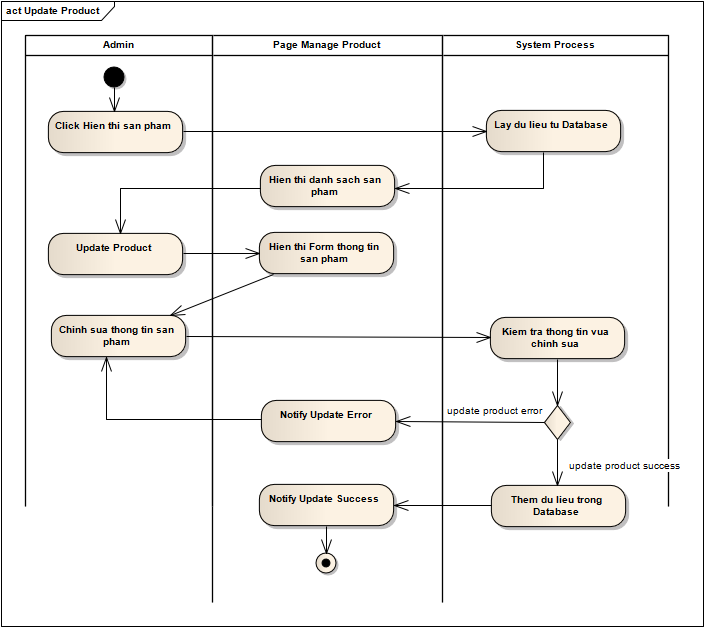 act Update Product
Admin
Page Manage Product
System Process
Click Hien thi san pham
Lay du lieu tu Database
Hien thi danh sach san
pham
Update Product
Hien thi Form thong tin
san pham
Chinh sua thong tin san
pham
Kiem tra thong tin vua
chinh sua
update product error
Notify Update Error
update product success
Notify Update Success
Them du lieu trong
Database